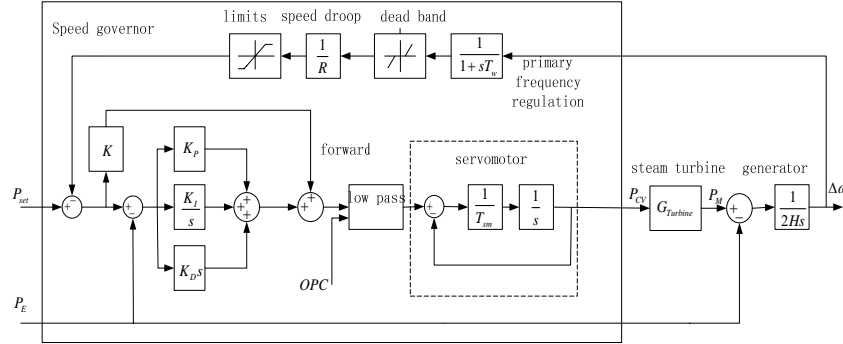 limits speed droop dead band
Speed governor
1
R
1
1+sT_w
primary
frequency
regulation
K
K_P
forward
servomotor
steam turbine generator
P_set
+ −
+ −
K_I
s
+ + +
+ +
low pass
+ −
1
T_sm
1
s
P_CV
G_Turbine
P_M
+ −
1
2Hs
K_D s
OPC
P_E